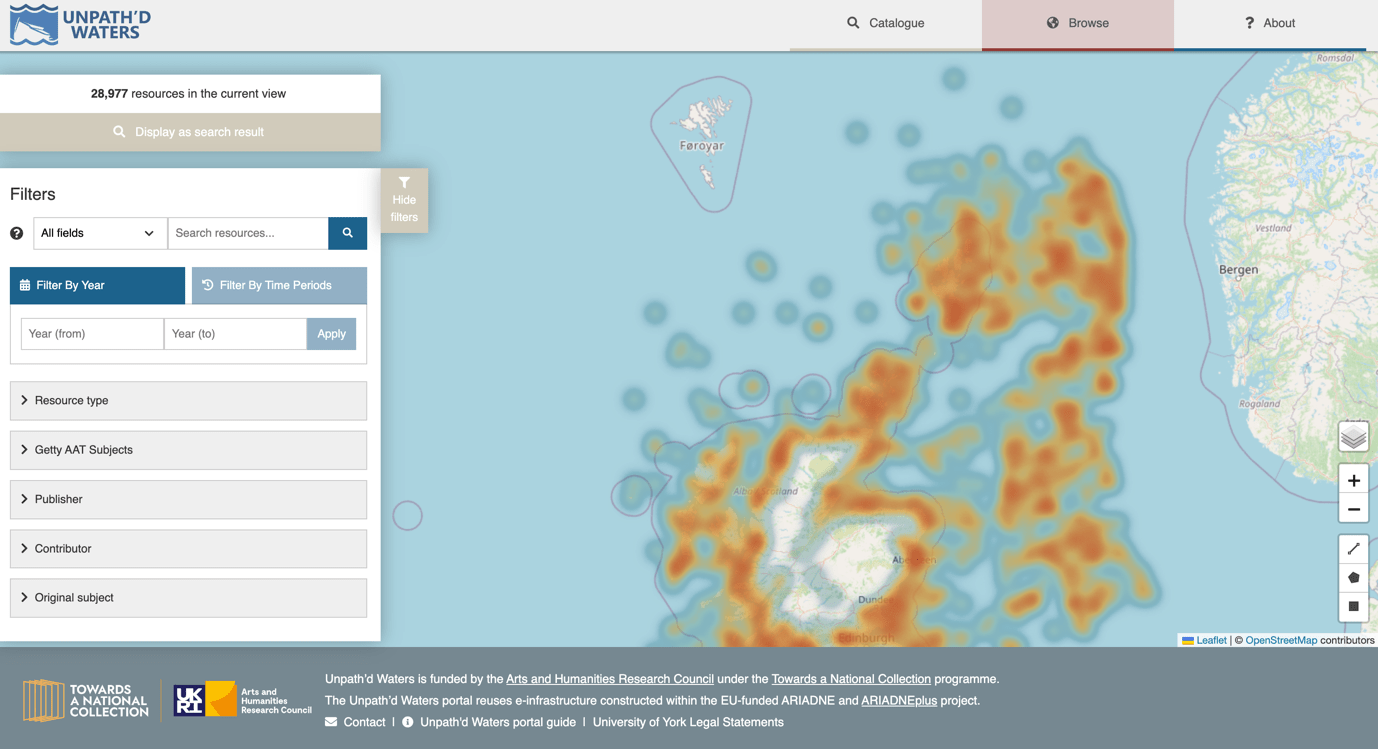 UNPATH'D
WATERS
Catalogue
Browse
? About
28,977 resources in the current view
Display as search result
Filters
Hide
filters
All fields
Search resources...
Filter By Year
Filter By Time Periods
Year (from)
Year (to)
Apply
Resource type
Getty AAT Subjects
Publisher
Contributor
Original subject
Romsdal
Føroyar
Vestland
Bergen
Rogaland
Alba / Scotland
Aberdeen
Dundee
Edinburgh
+
−
Leaflet | © OpenStreetMap contributors
TOWARDS
A NATIONAL
COLLECTION
UK
RI
Arts and
Humanities
Research Council
Unpath'd Waters is funded by the Arts and Humanities Research Council under the Towards a National Collection programme.
The Unpath'd Waters portal reuses e-infrastructure constructed within the EU-funded ARIADNE and ARIADNEplus project.
Contact | Unpath'd Waters portal guide | University of York Legal Statements